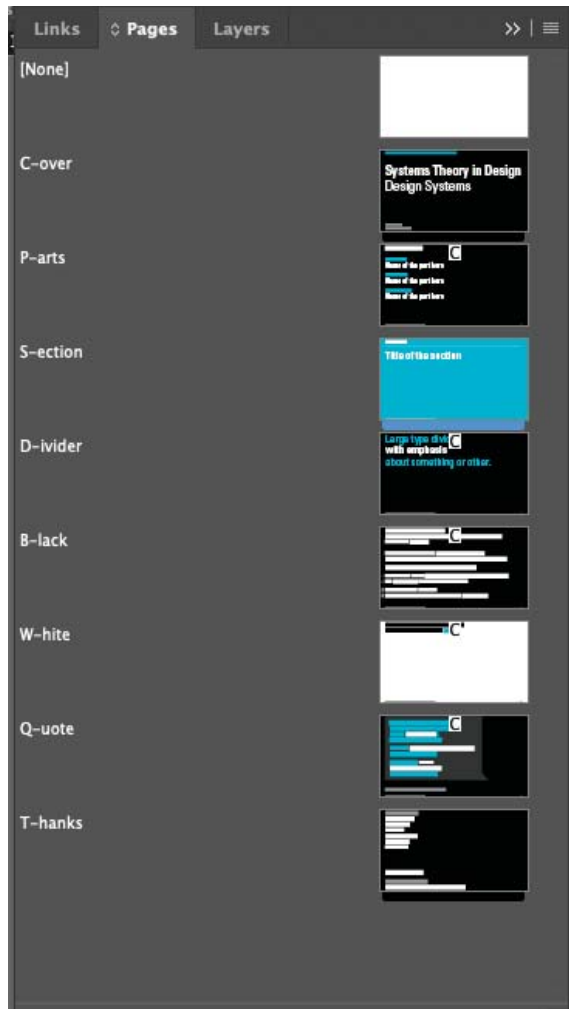 Links
Pages
Layers
[None]
C-over
Systems Theory in Design
Design Systems
P-arts
C
Name of the part here
Name of the part here
Name of the part here
S-ection
Title of the section
D-ivider
Large type divi
C
with emphasis
about something or other.
B-lack
C
W-hite
C
Q-uote
C
T-hanks